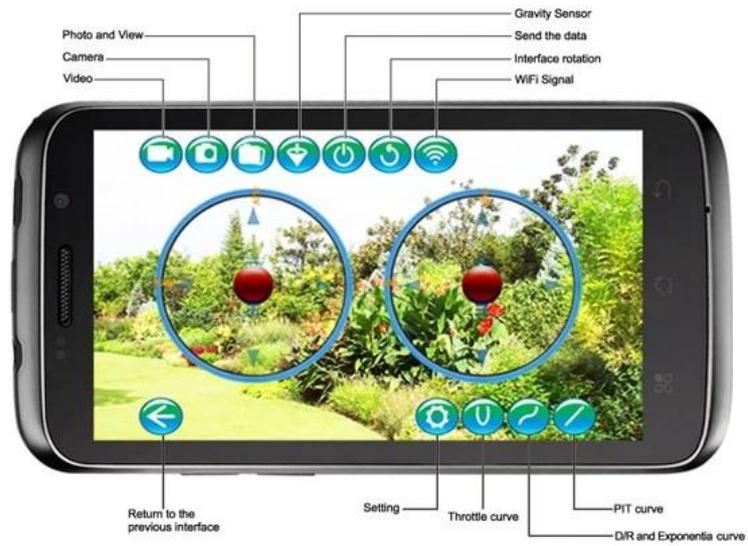 Gravity Sensor
Photo and View
Send the data
Camera
Interface rotation
Video
WiFi Signal
Return to the
previous interface
Setting
Throttle curve
PIT curve
D/R and Exponentia curve